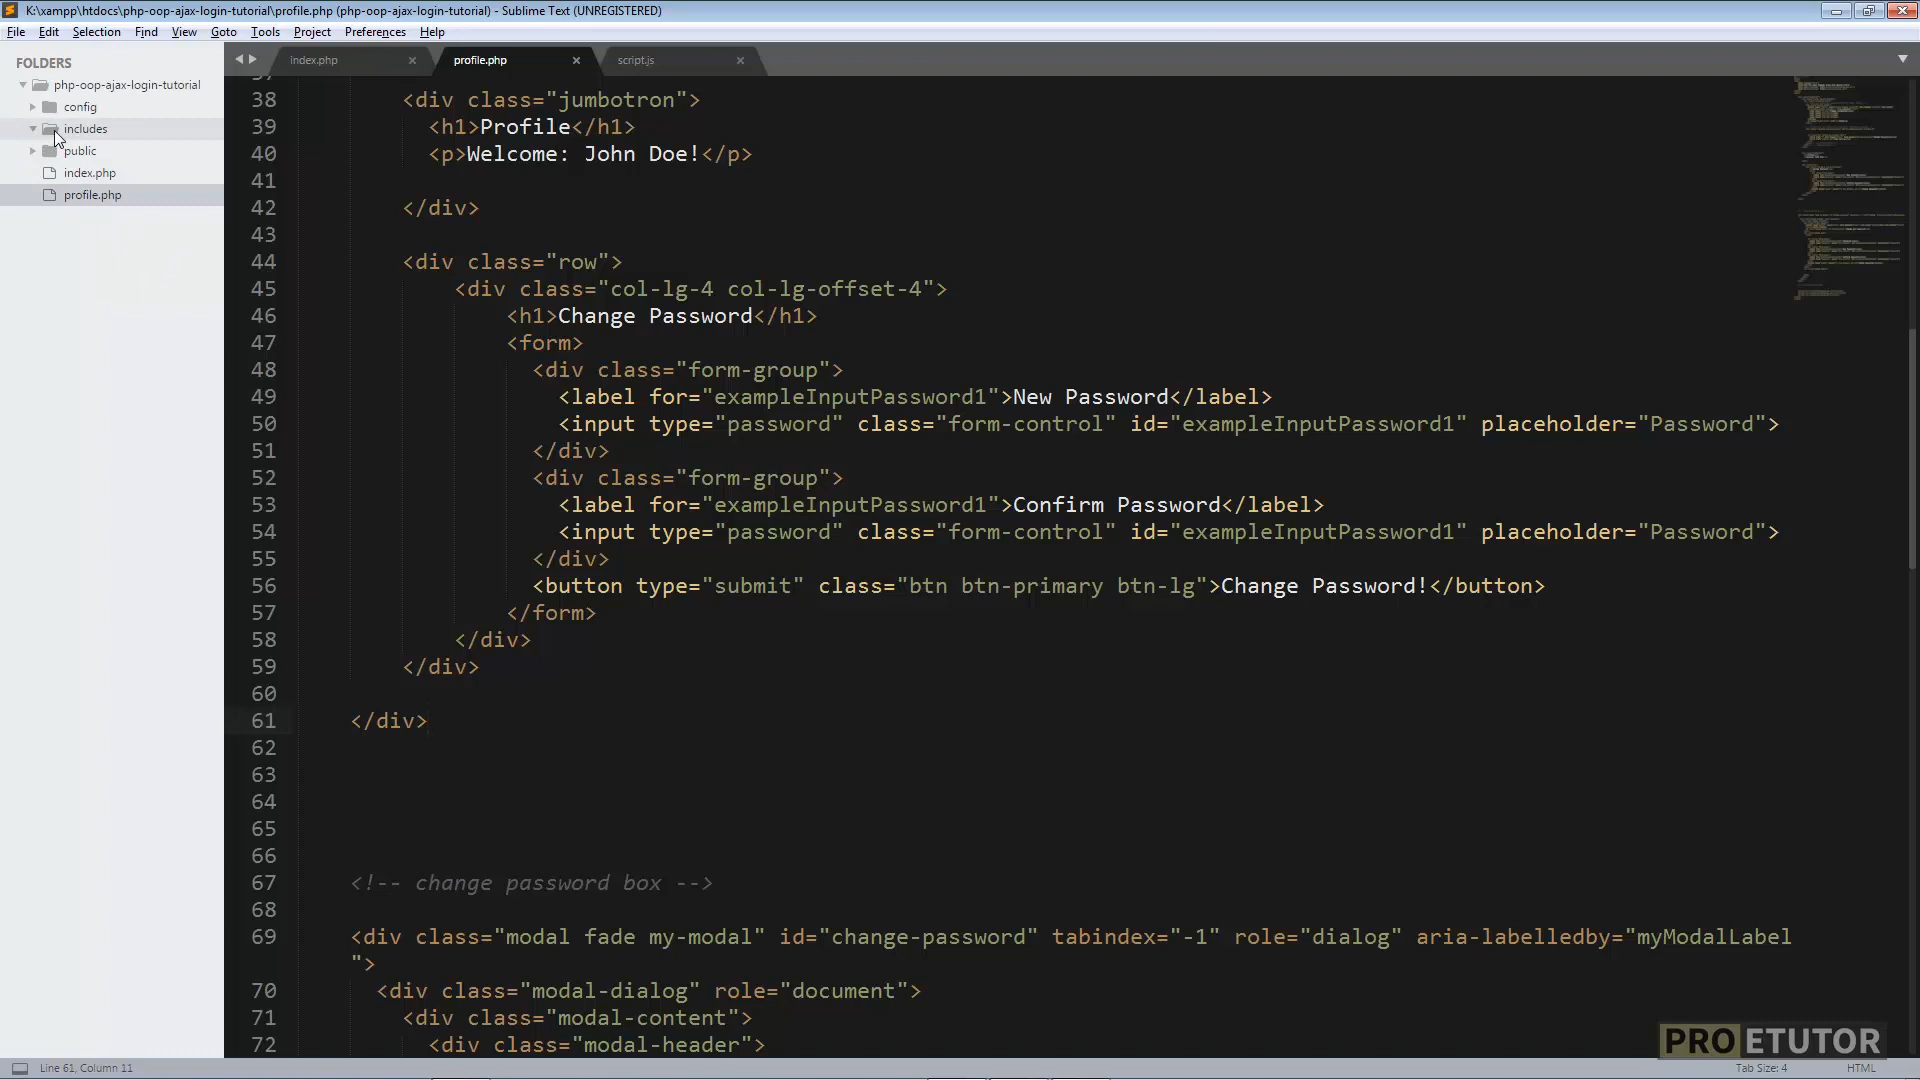 K:\xampp\htdocs\php-oop-ajax-login-tutorial\profile.php (php-oop-ajax-login-tutorial) - Sublime Text (UNREGISTERED)
File Edit Selection Find View Goto Tools Project Preferences Help
FOLDERS
php-oop-ajax-login-tutorial
config
includes
public
index.php
profile.php
index.php profile.php script.js
38 <div class="jumbotron">
39 <h1>Profile</h1>
40 <p>Welcome: John Doe!</p>
41
42 </div>
43
44 <div class="row">
45 <div class="col-lg-4 col-lg-offset-4">
46 <h1>Change Password</h1>
47 <form>
48 <div class="form-group">
49 <label for="exampleInputPassword1">New Password</label>
50 <input type="password" class="form-control" id="exampleInputPassword1" placeholder="Password">
51 </div>
52 <div class="form-group">
53 <label for="exampleInputPassword1">Confirm Password</label>
54 <input type="password" class="form-control" id="exampleInputPassword1" placeholder="Password">
55 </div>
56 <button type="submit" class="btn btn-primary btn-lg">Change Password!</button>
57 </form>
58 </div>
59 </div>
60
61 </div>
62
63
64
65
66
67 <!-- change password box -->
68
69 <div class="modal fade my-modal" id="change-password" tabindex="-1" role="dialog" aria-labelledby="myModalLabel
">
70 <div class="modal-dialog" role="document">
71 <div class="modal-content">
72 <div class="modal-header">
PROETUTOR
Line 61, Column 11
Tab Size: 4 HTML